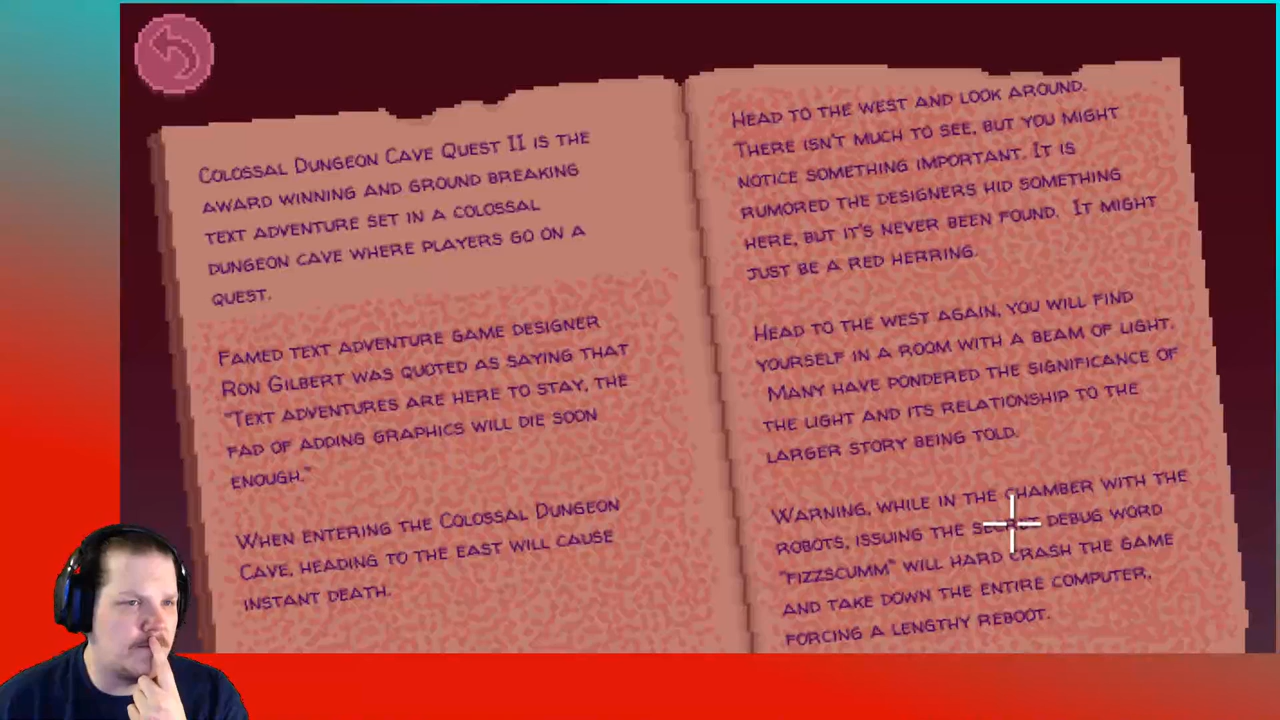 Colossal Dungeon Cave Quest II is the
award winning and ground breaking
text adventure set in a colossal
dungeon cave where players go on a
quest.
Famed text adventure game designer
Ron Gilbert was quoted as saying that
"Text adventures are here to stay, the
fad of adding graphics will die soon
enough."
When entering the Colossal Dungeon
Cave, heading to the east will cause
instant death.
Head to the west and look around.
There isn't much to see, but you might
notice something important. It is
rumored the designers hid something
here, but it's never been found. It might
just be a red herring.
Head to the west again, you will find
yourself in a room with a beam of light.
Many have pondered the significance of
the light and its relationship to the
larger story being told.
Warning, while in the chamber with the
robots, issuing the secret debug word
"fizzscumm" will hard crash the game
and take down the entire computer,
forcing a lengthy reboot.